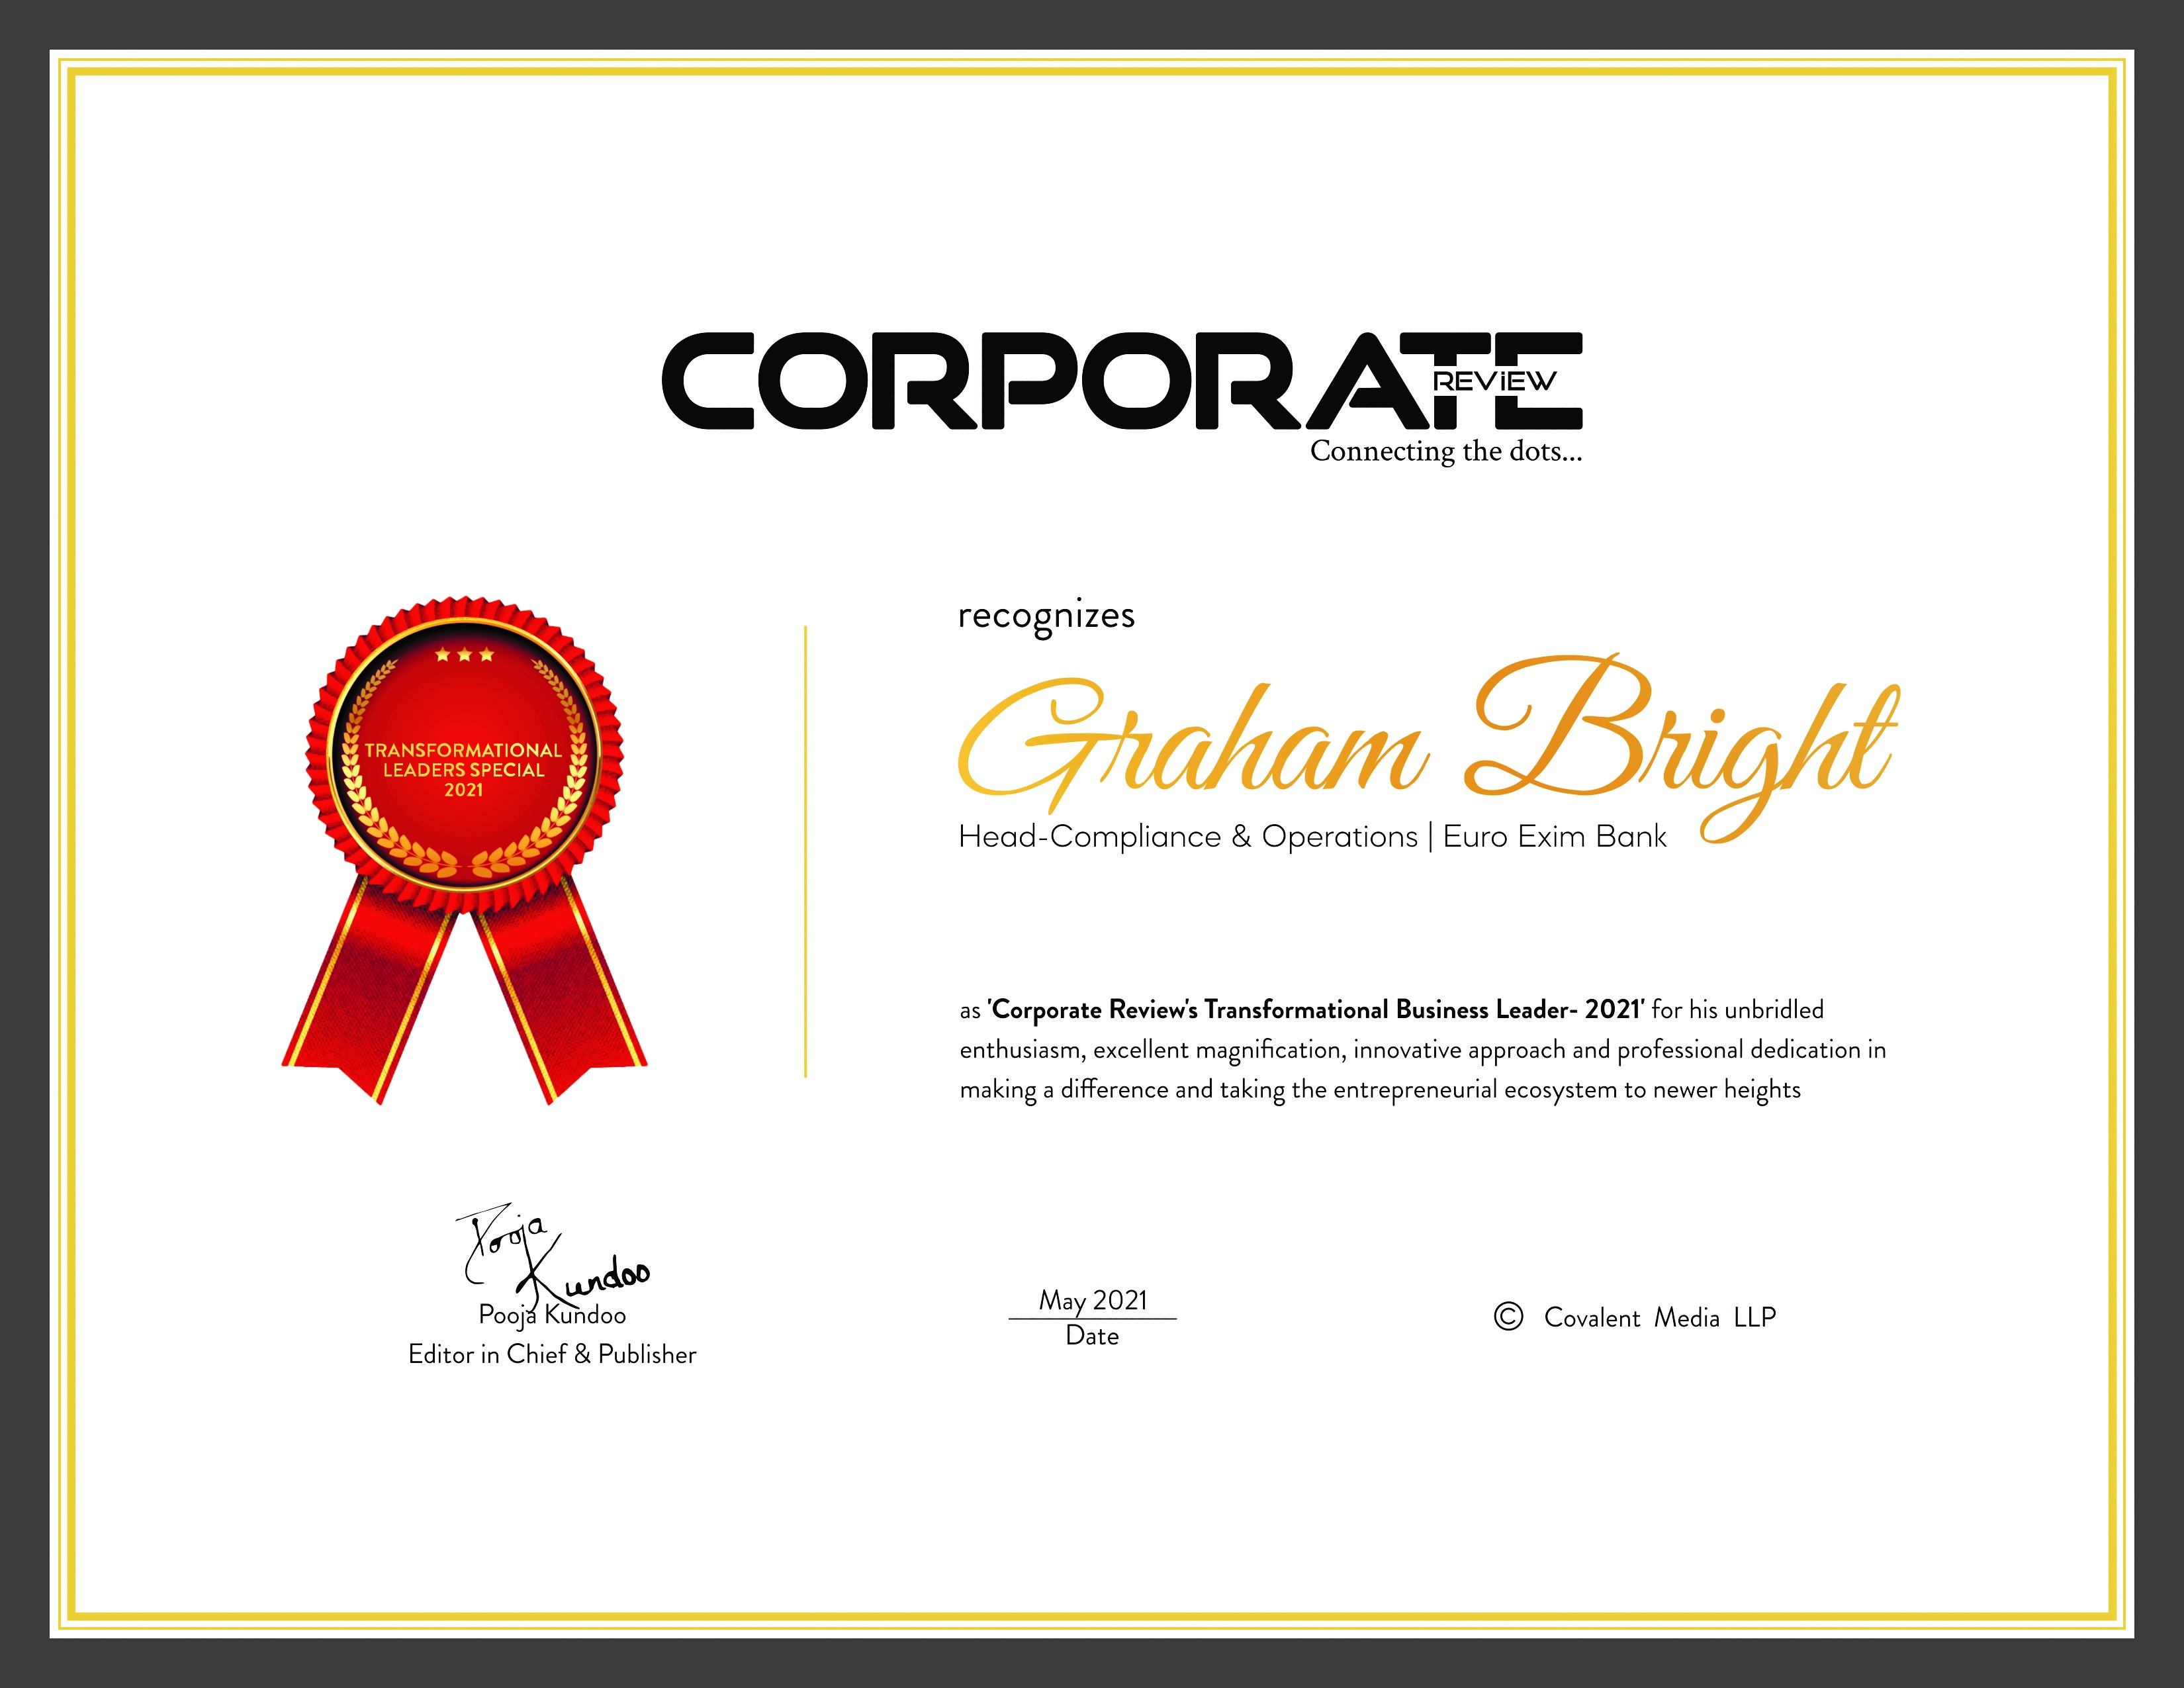 CORPORATE
REViEW
Connecting the dots...
TRANSFORMATIONAL
LEADERS SPECIAL
2021
recognizes
Graham Bright
Head-Compliance & Operations | Euro Exim Bank
as 'Corporate Review's Transformational Business Leader- 2021' for his unbridled
enthusiasm, excellent magnification, innovative approach and professional dedication in
making a difference and taking the entrepreneurial ecosystem to newer heights
Pooja
Kundoo
Pooja Kundoo
Editor in Chief & Publisher
May 2021
Date
© Covalent Media LLP